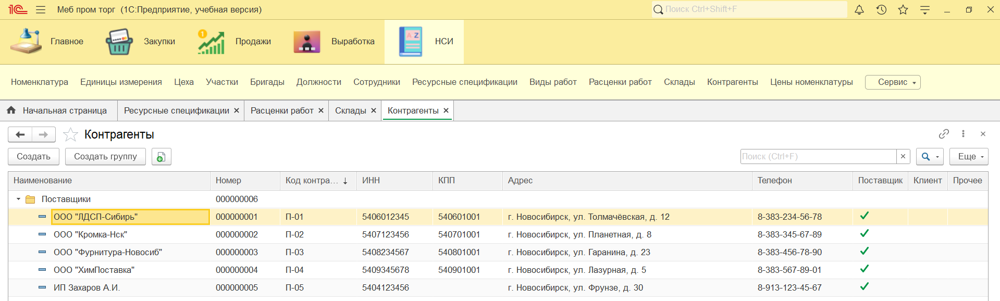 1С Меб пром торг (1С:Предприятие, учебная версия) Поиск Ctrl+Shift+F
Главное Закупки 1 Продажи Выработка A Z НСИ
Номенклатура Единицы измерения Цеха Участки Бригады Должности Сотрудники Ресурсные спецификации Виды работ Расценки работ Склады Контрагенты Цены номенклатуры Сервис
Начальная страница Ресурсные спецификации Расценки работ Склады Контрагенты
Контрагенты
Создать Создать группу Поиск (Ctrl+F) Еще
Наименование Номер Код контра... ИНН КПП Адрес Телефон Поставщик Клиент Прочее
Поставщики 000000006
ООО "ЛДСП-Сибирь" 000000001 П-01 5406012345 540601001 г. Новосибирск, ул. Толмачёвская, д. 12 8-383-234-56-78
ООО "Кромка-Нск" 000000002 П-02 5407123456 540701001 г. Новосибирск, ул. Планетная, д. 8 8-383-345-67-89
ООО "Фурнитура-Новосиб" 000000003 П-03 5408234567 540801001 г. Новосибирск, ул. Гаранина, д. 23 8-383-456-78-90
ООО "ХимПоставка" 000000004 П-04 5409345678 540901001 г. Новосибирск, ул. Лазурная, д. 5 8-383-567-89-01
ИП Захаров А.И. 000000005 П-05 5404123456 г. Новосибирск, ул. Фрунзе, д. 30 8-913-123-45-67